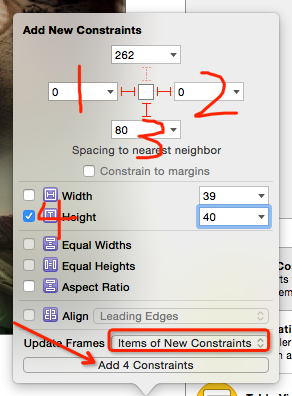 Add New Constraints
262
1
2
0
0
80
3
Spacing to nearest neighbor
Constrain to margins
Width 39
4
Height 40
Equal Widths
Equal Heights
Aspect Ratio
Align Leading Edges
Update Frames Items of New Constraints
Add 4 Constraints